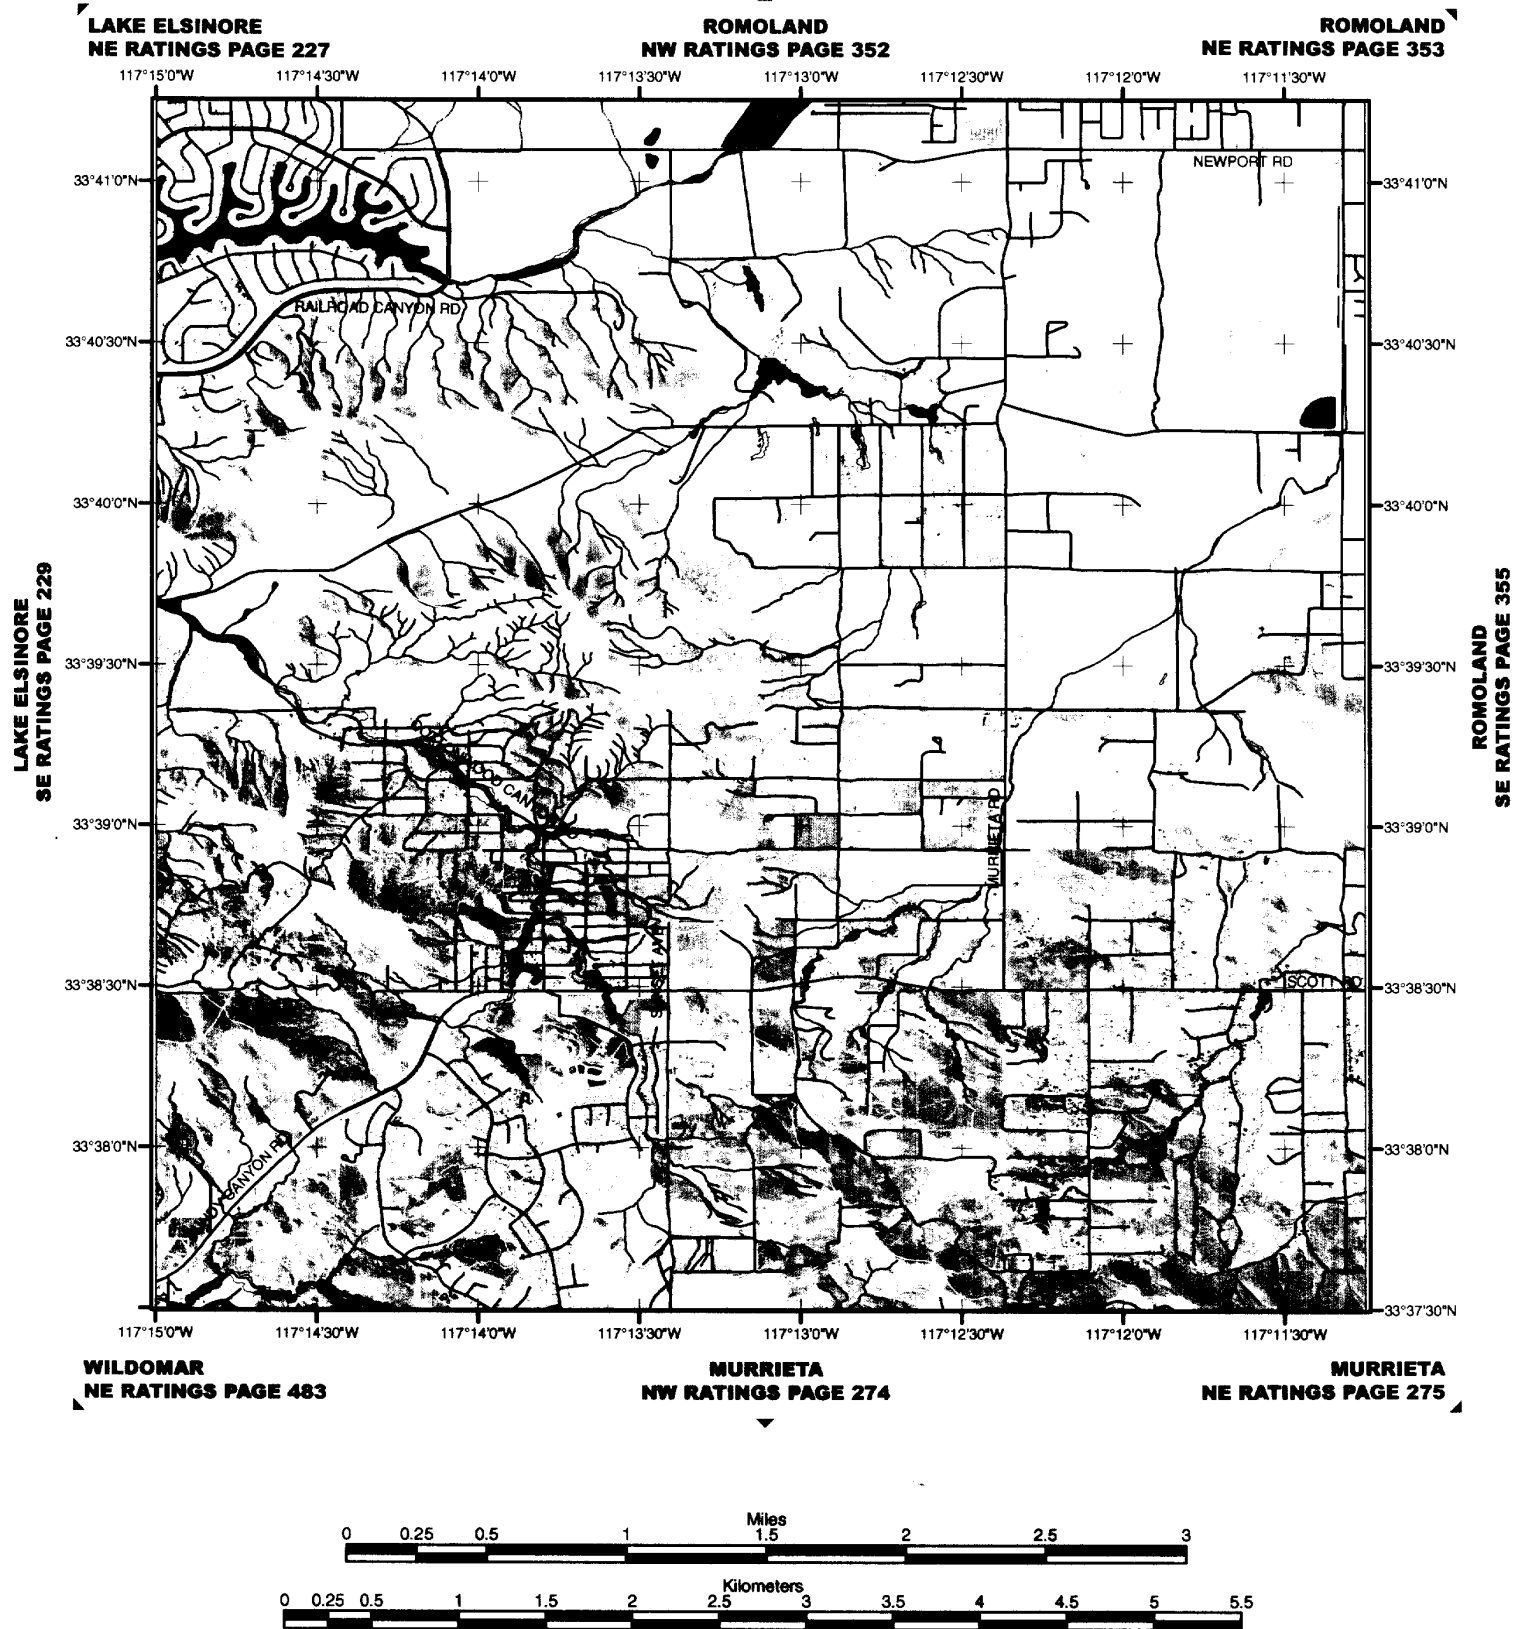 LAKE ELSINORE
NE RATINGS PAGE 227
ROMOLAND
NW RATINGS PAGE 352
ROMOLAND
NE RATINGS PAGE 353
117°15'0"W 117°14'30"W 117°14'0"W 117°13'30"W 117°13'0"W 117°12'30"W 117°12'0"W 117°11'30"W
NEWPORT RD
33°41'0"N 33°41'0"N
RAILROAD CANYON RD
33°40'30"N 33°40'30"N
33°40'0"N 33°40'0"N
LAKE ELSINORE
SE RATINGS PAGE 229
ROMOLAND
SE RATINGS PAGE 355
33°39'30"N 33°39'30"N
33°39'0"N 33°39'0"N
MURRIETA RD
SCOTT RD
33°38'30"N 33°38'30"N
33°38'0"N 33°38'0"N
CANYON RD
33°37'30"N
117°15'0"W 117°14'30"W 117°14'0"W 117°13'30"W 117°13'0"W 117°12'30"W 117°12'0"W 117°11'30"W
WILDOMAR
NE RATINGS PAGE 483
MURRIETA
NW RATINGS PAGE 274
MURRIETA
NE RATINGS PAGE 275
Miles
0 0.25 0.5 1 1.5 2 2.5 3
Kilometers
0 0.25 0.5 1 1.5 2 2.5 3 3.5 4 4.5 5 5.5